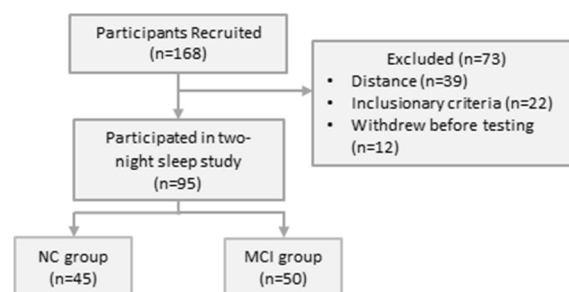 Participants Recruited
(n=168)
Excluded (n=73)
• Distance (n=39)
• Inclusionary criteria (n=22)
• Withdrew before testing
(n=12)
Participated in two-
night sleep study
(n=95)
NC group
(n=45)
MCI group
(n=50)